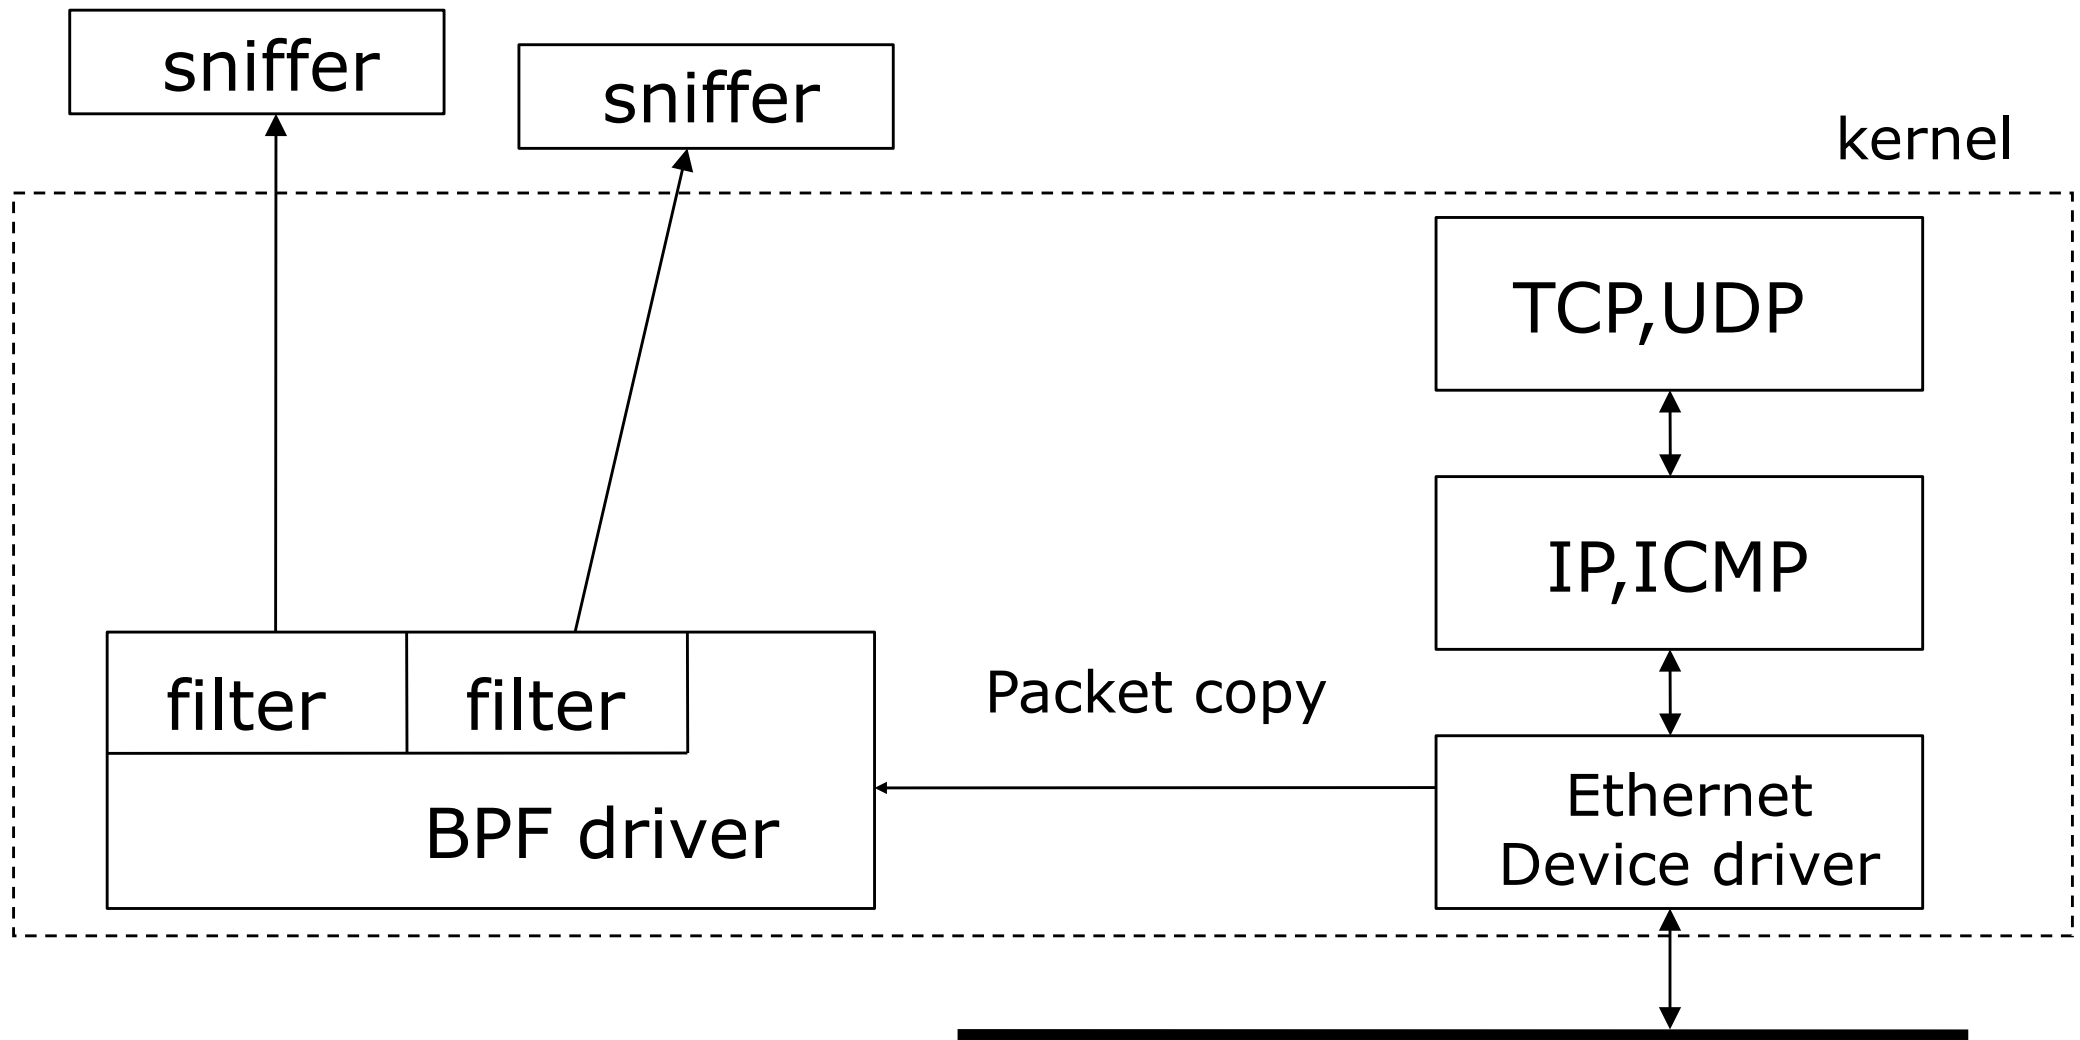 sniffer
sniffer
kernel
TCP,UDP
IP,ICMP
filter
filter
Packet copy
BPF driver
Ethernet
Device driver